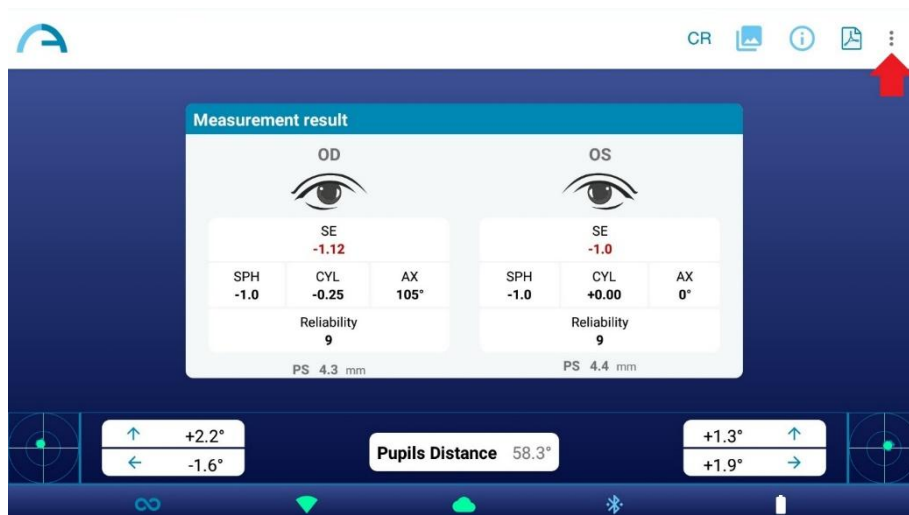 CR
Measurement result
OD OS
SE SE
-1.12 -1.0
SPH CYL AX SPH CYL AX
-1.0 -0.25 105° -1.0 +0.00 0°
Reliability Reliability
9 9
PS 4.3 mm PS 4.4 mm
+2.2° +1.3°
Pupils Distance 58.3°
-1.6° +1.9°